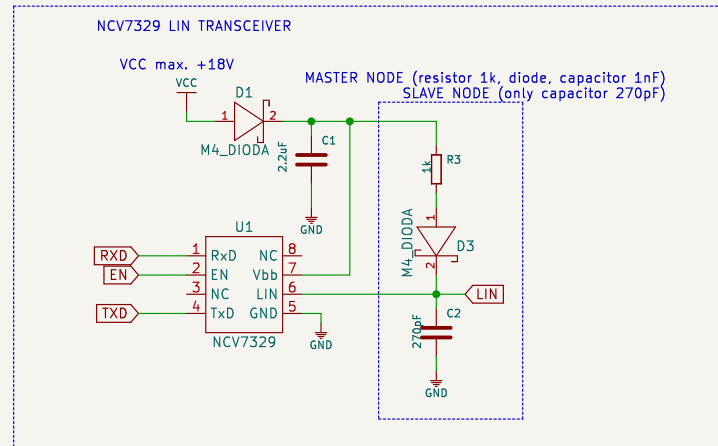 NCV7329 LIN TRANSCEIVER
VCC max. +18V
VCC
MASTER NODE (resistor 1k, diode, capacitor 1nF)
SLAVE NODE (only capacitor 270pF)
D1
1
2
M4_DIODA
C1
2.2uF
GND
R3
1k
1
M4_DIODA
D3
2
U1
RXD
1
RxD
NC
8
EN
2
EN
Vbb
7
3
NC
LIN
6
LIN
TXD
4
TxD
GND
5
NCV7329
GND
C2
270pF
GND